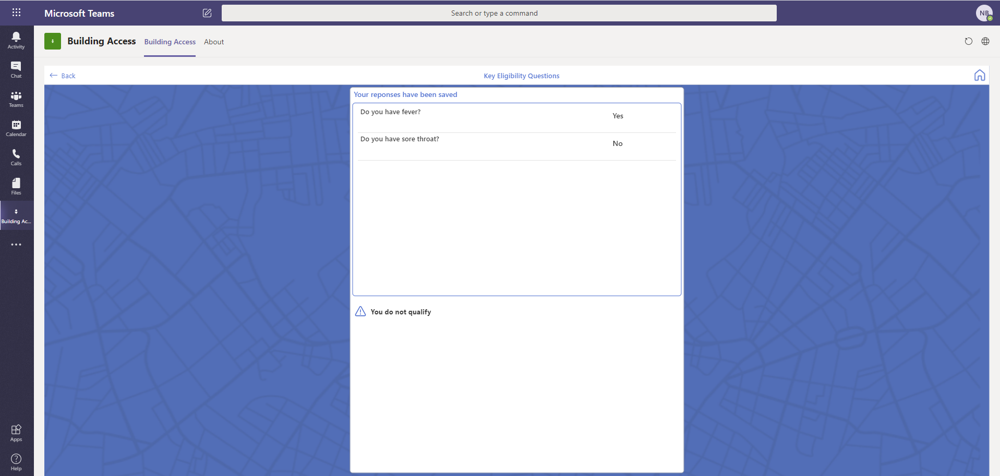 Microsoft Teams
Search or type a command
NB
Activity
Chat
Teams
Calendar
Calls
Files
Building Ac...
Apps
Help
Building Access
Building Access
About
Back
Key Eligibility Questions
Your reponses have been saved
Do you have fever?
Yes
Do you have sore throat?
No
You do not qualify